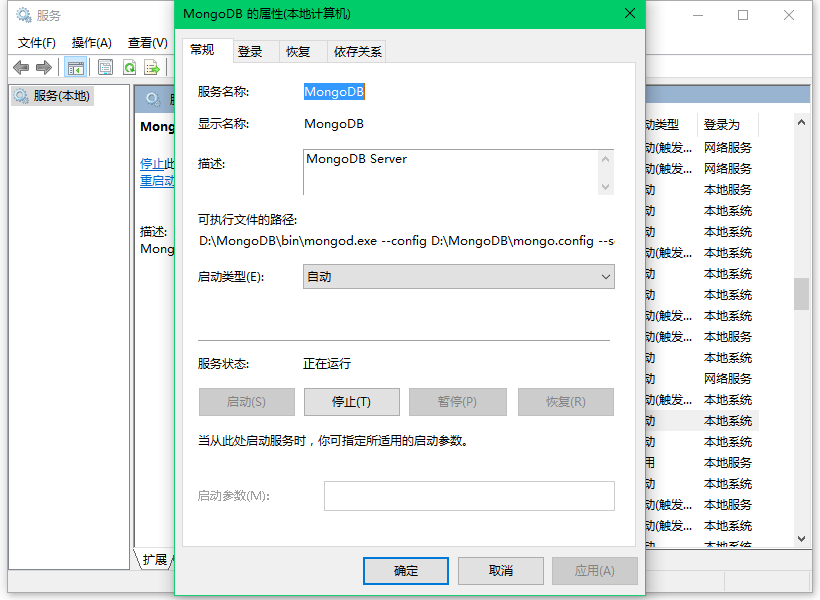 服务
文件(F) 操作(A) 查看(V)
服务(本地)
Mong
停止此
重启动
描述:
Mong
扩展
MongoDB 的属性(本地计算机)
常规 登录 恢复 依存关系
服务名称: MongoDB
显示名称: MongoDB
描述: MongoDB Server
可执行文件的路径:
D:\MongoDB\bin\mongod.exe --config D:\MongoDB\mongo.config --s
启动类型(E): 自动
服务状态: 正在运行
启动(S) 停止(T) 暂停(P) 恢复(R)
当从此处启动服务时，你可指定所适用的启动参数。
启动参数(M):
确定 取消 应用(A)
动类型 登录为
动(触发... 网络服务
动(触发... 网络服务
动 本地服务
动 本地系统
动 本地系统
动(触发... 本地系统
动 本地系统
动 本地系统
动(触发... 本地系统
动(触发... 本地服务
动 本地系统
动 网络服务
动(触发... 本地系统
动 本地系统
动 本地系统
用 本地服务
动 本地系统
动(触发... 本地服务
动(触发... 本地系统
动 本地系统